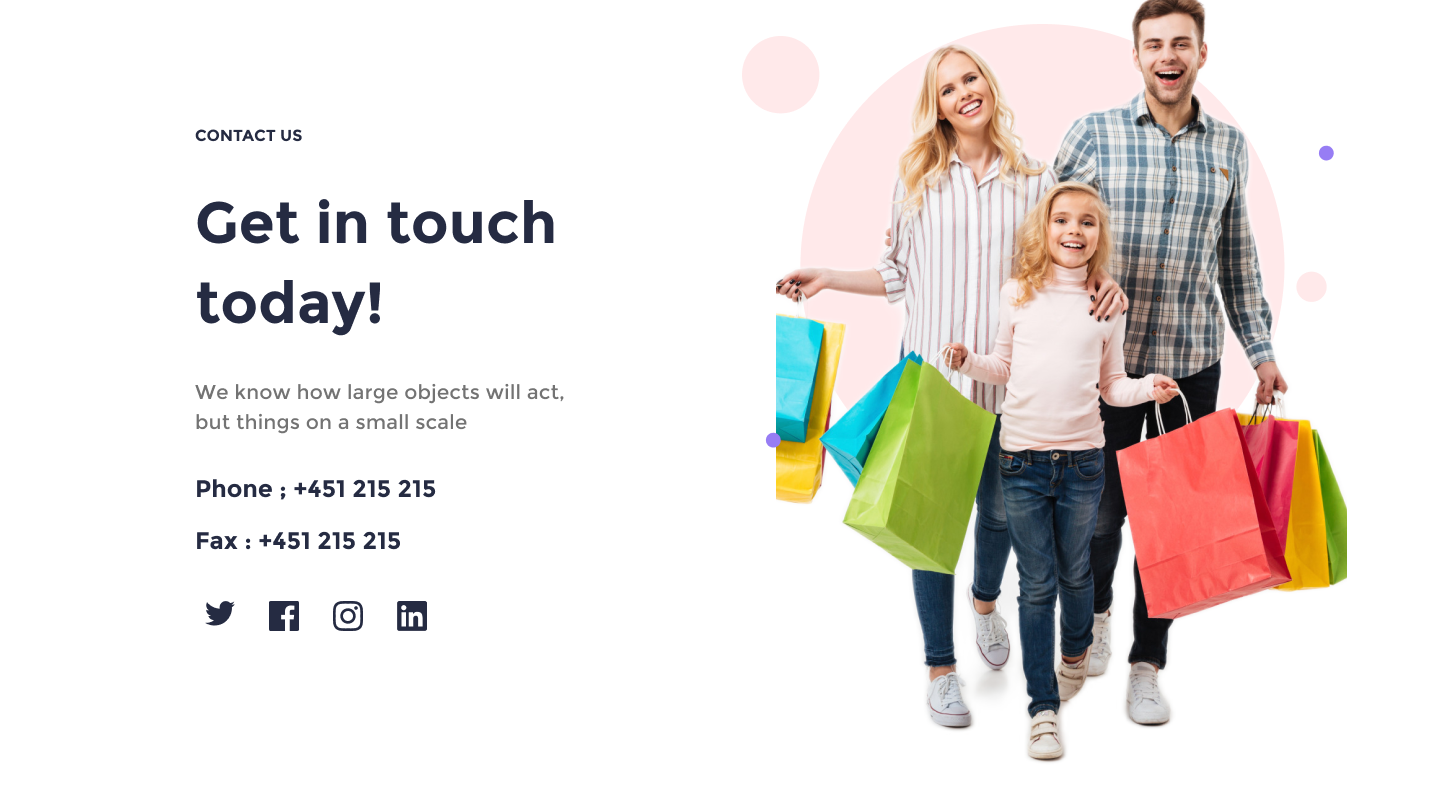 CONTACT US
Get in touch
today!
We know how large objects will act,
but things on a small scale
Phone ; +451 215 215
Fax : +451 215 215